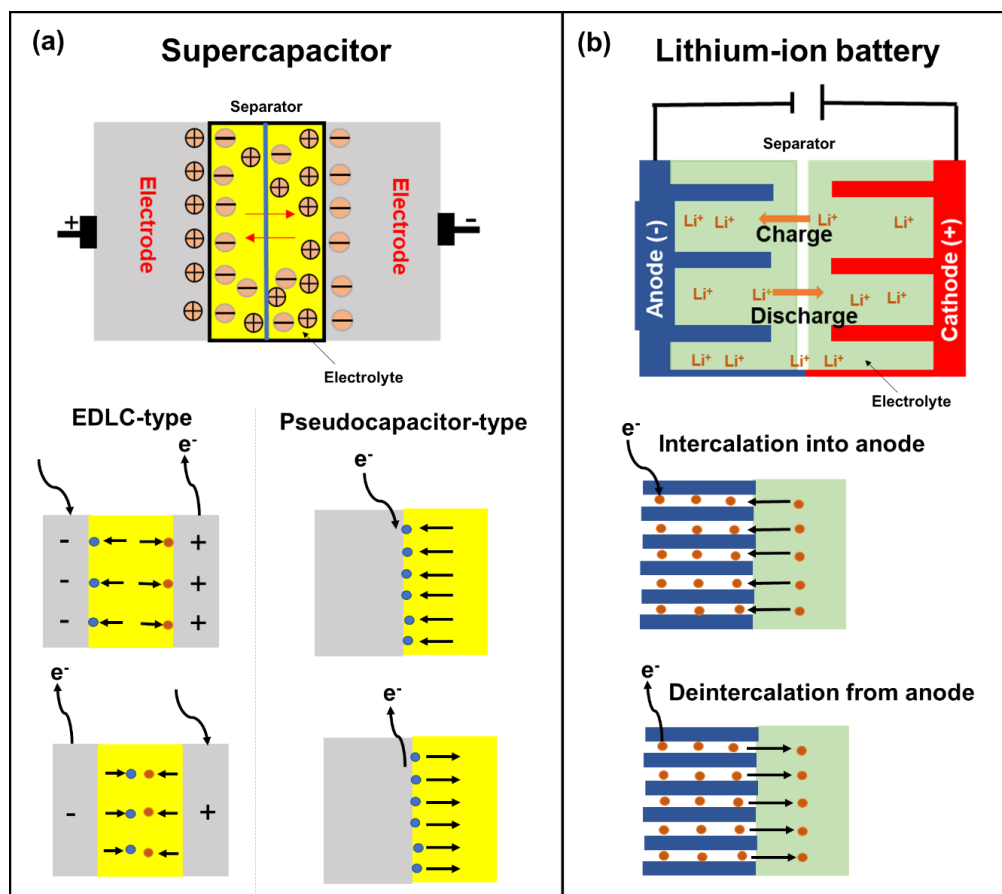 (a)
Supercapacitor
Separator
Electrode
Electrode
+
-
Electrolyte
EDLC-type
Pseudocapacitor-type
e-
e-
- +
- +
- +
e-
e-
- +
(b)
Lithium-ion battery
Separator
Anode (-)
Cathode (+)
Li+ Li+ Li+ Li+
Charge
Li+ Li+ Li+ Li+
Discharge
Li+ Li+ Li+ Li+
Electrolyte
e-
Intercalation into anode
e-
Deintercalation from anode